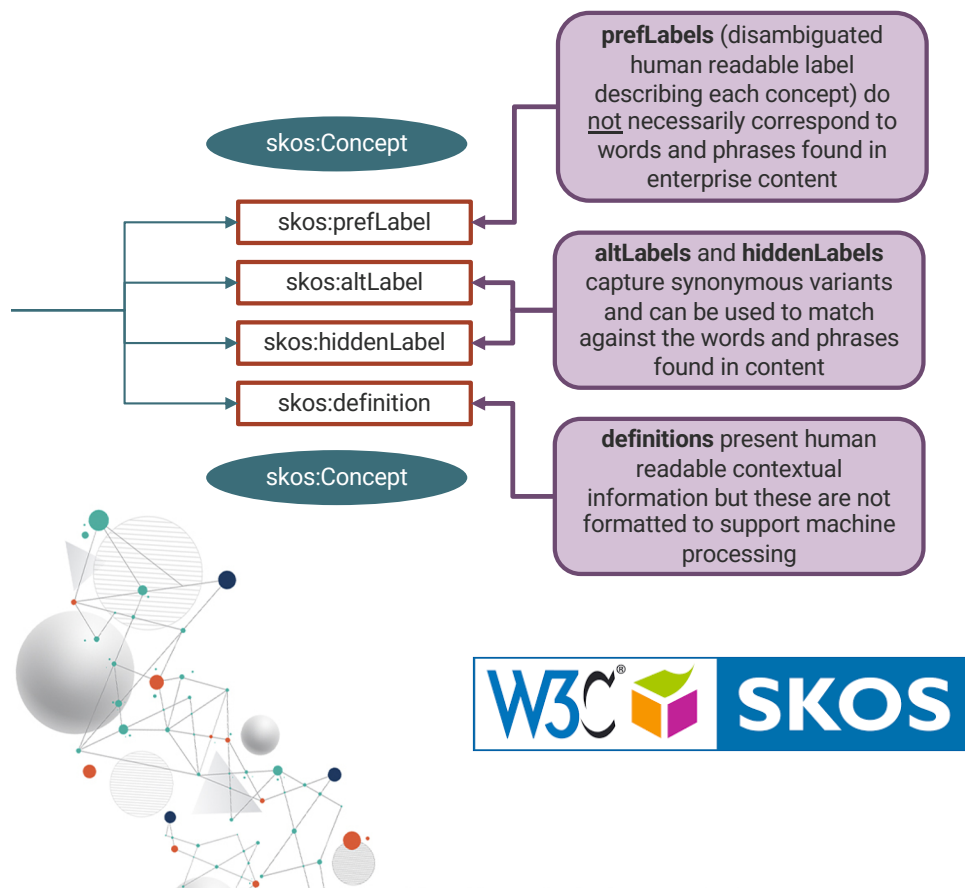 prefLabels (disambiguated
human readable label
describing each concept) do
not necessarily correspond to
words and phrases found in
enterprise content
skos:Concept
skos:prefLabel
skos:altLabel
skos:hiddenLabel
skos:definition
altLabels and hiddenLabels
capture synonymous variants
and can be used to match
against the words and phrases
found in content
skos:Concept
definitions present human
readable contextual
information but these are not
formatted to support machine
processing
W3C® SKOS